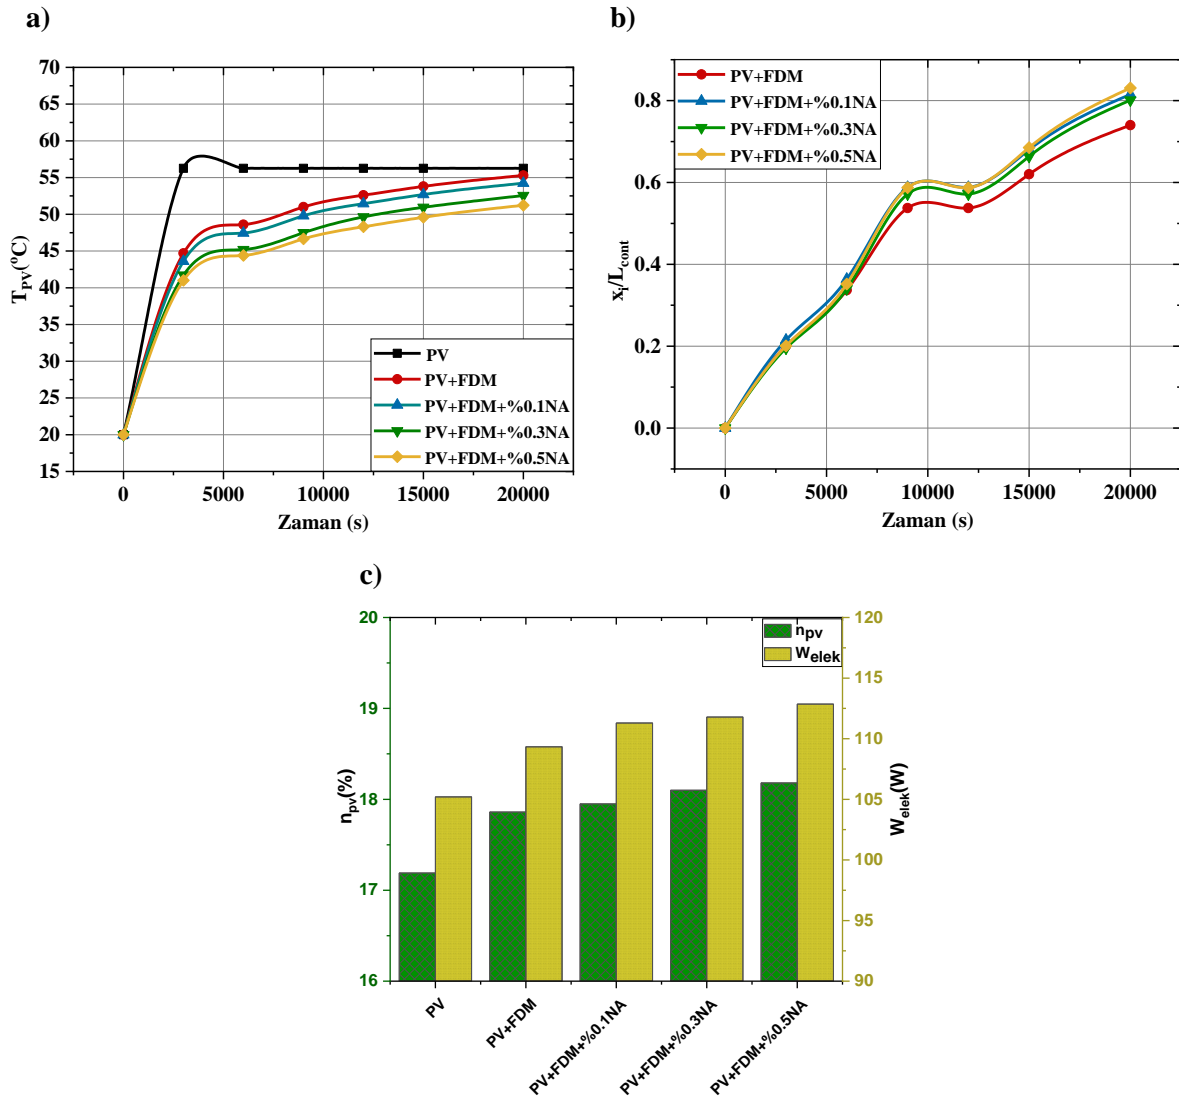 a)
70
65
60
55
50
45
40
35
30
25
20
15
T_PV(ºC)
0 5000 10000 15000 20000
Zaman (s)
PV
PV+FDM
PV+FDM+%0.1NA
PV+FDM+%0.3NA
PV+FDM+%0.5NA
b)
0.8
0.6
0.4
0.2
0.0
x_i/L_cont
0 5000 10000 15000 20000
Zaman (s)
PV+FDM
PV+FDM+%0.1NA
PV+FDM+%0.3NA
PV+FDM+%0.5NA
c)
20
19
18
17
16
n_pv(%)
n_pv
W_elek
120
115
110
105
100
95
90
W_elek(W)
PV
PV+FDM
PV+FDM+%0.1NA
PV+FDM+%0.3NA
PV+FDM+%0.5NA